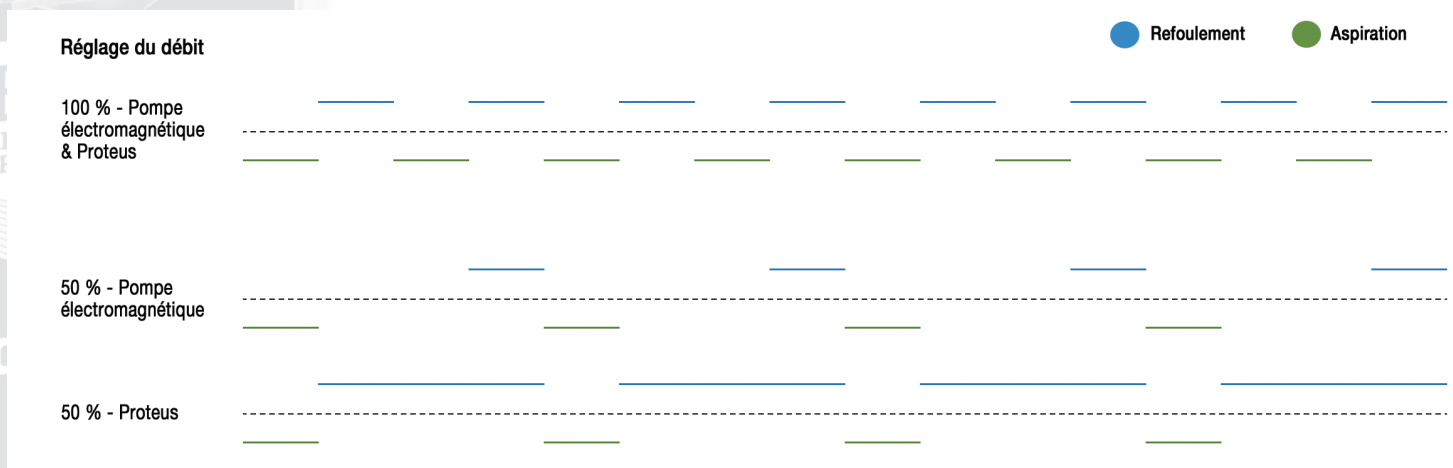 Réglage du débit
Refoulement
Aspiration
100 % - Pompe
électromagnétique
& Proteus
50 % - Pompe
électromagnétique
50 % - Proteus